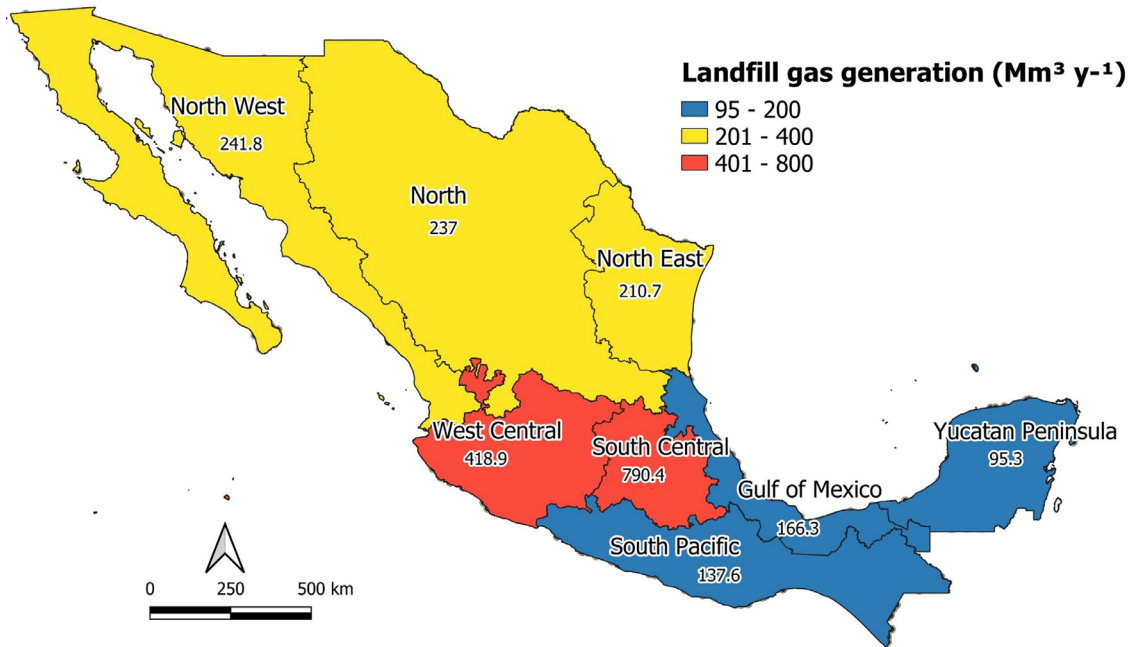 Landfill gas generation (Mm³ y-¹)
95 - 200
201 - 400
401 - 800
North West
241.8
North
237
North East
210.7
West Central
418.9
South Central
790.4
Yucatan Peninsula
95.3
Gulf of Mexico
166.3
South Pacific
137.6
0 250 500 km